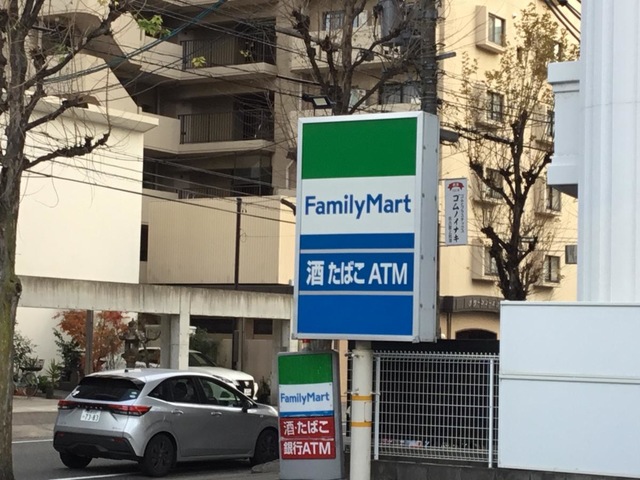 FamilyMart
酒 たばこ ATM
ゴムノイナキ
FamilyMart
酒・たばこ
銀行ATM